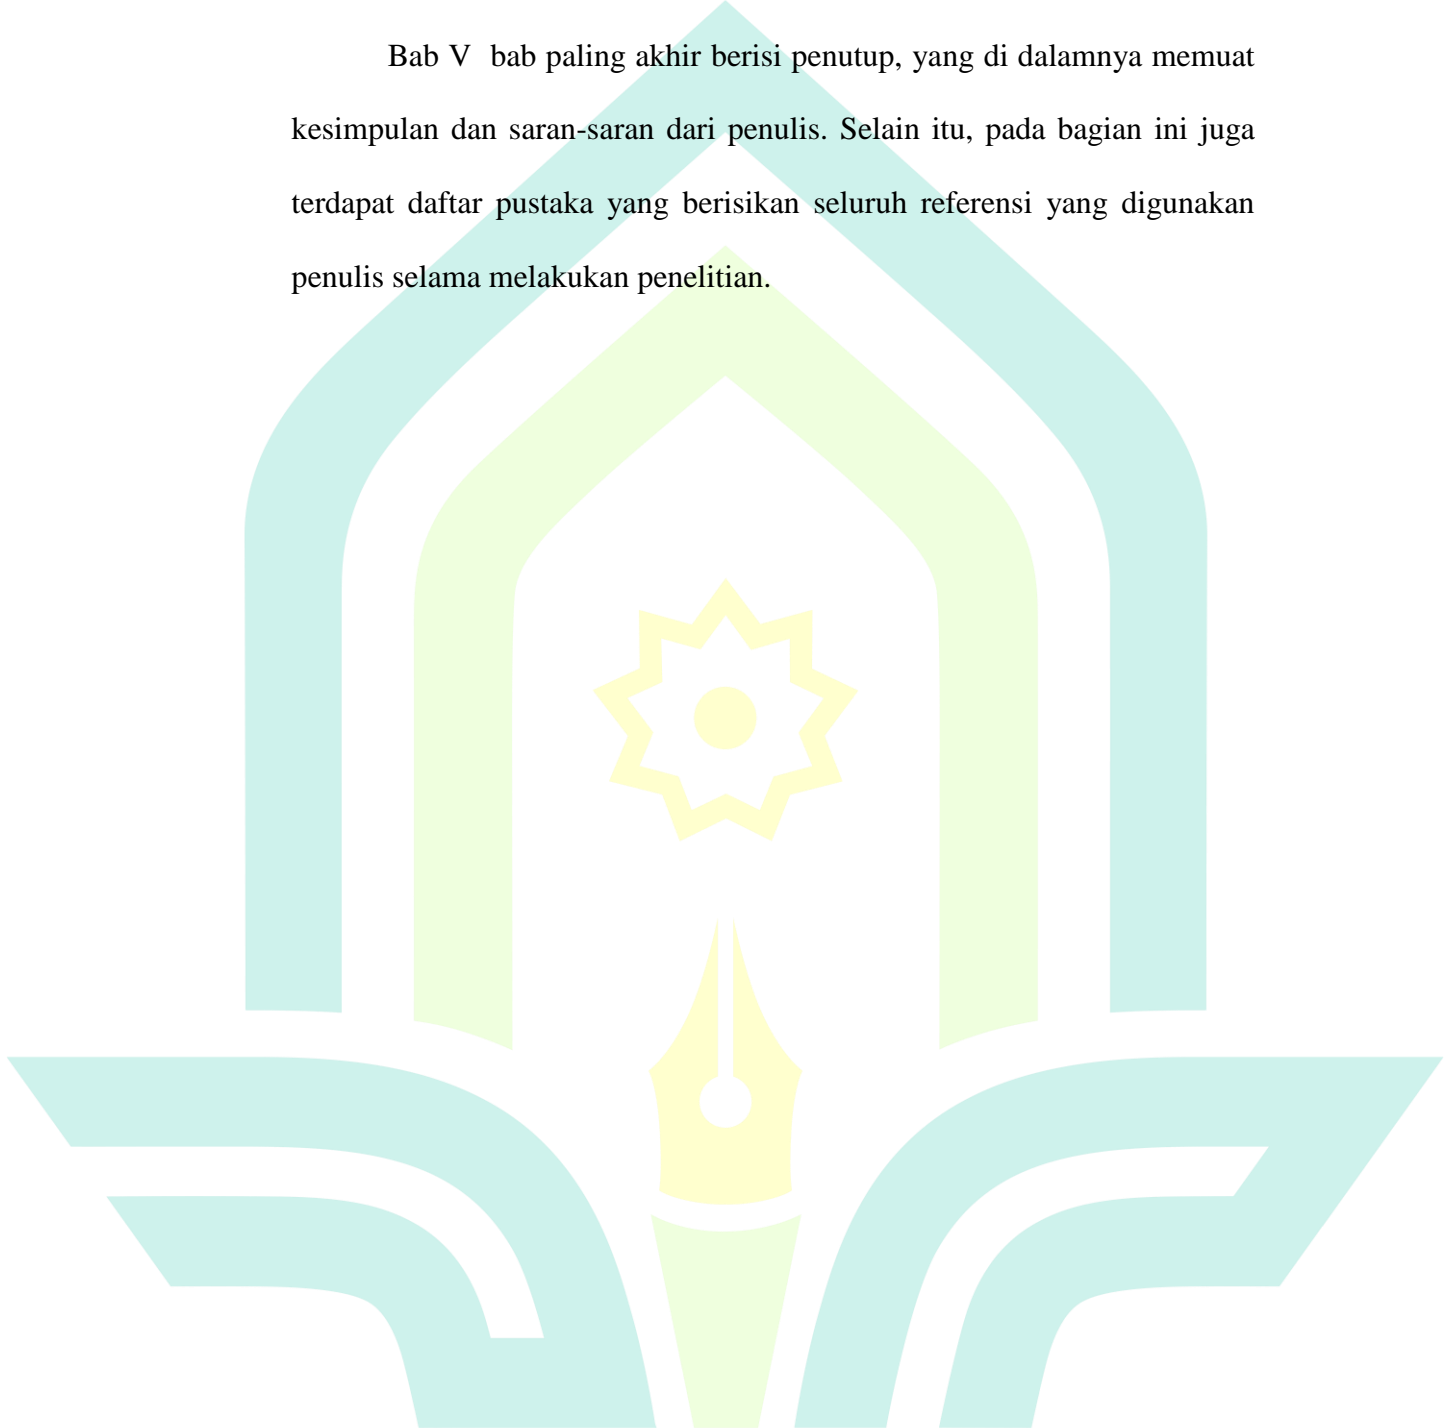 Bab V  bab paling akhir berisi penutup, yang di dalamnya memuat
kesimpulan dan saran-saran dari penulis. Selain itu, pada bagian ini juga
terdapat daftar pustaka yang berisikan seluruh referensi yang digunakan
penulis selama melakukan penelitian.